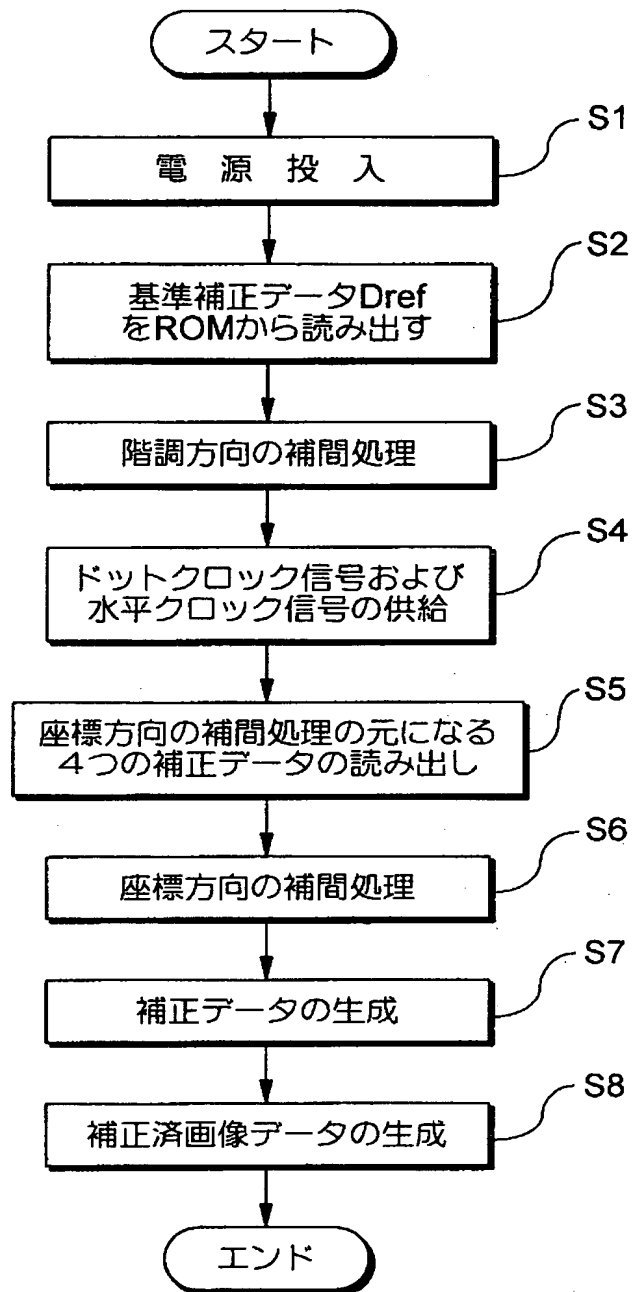 スタート
電 源 投 入
S1
基準補正データDref
をROMから読み出す
S2
階調方向の補間処理
S3
ドットクロック信号および
水平クロック信号の供給
S4
座標方向の補間処理の元になる
4つの補正データの読み出し
S5
座標方向の補間処理
S6
補正データの生成
S7
補正済画像データの生成
S8
エンド